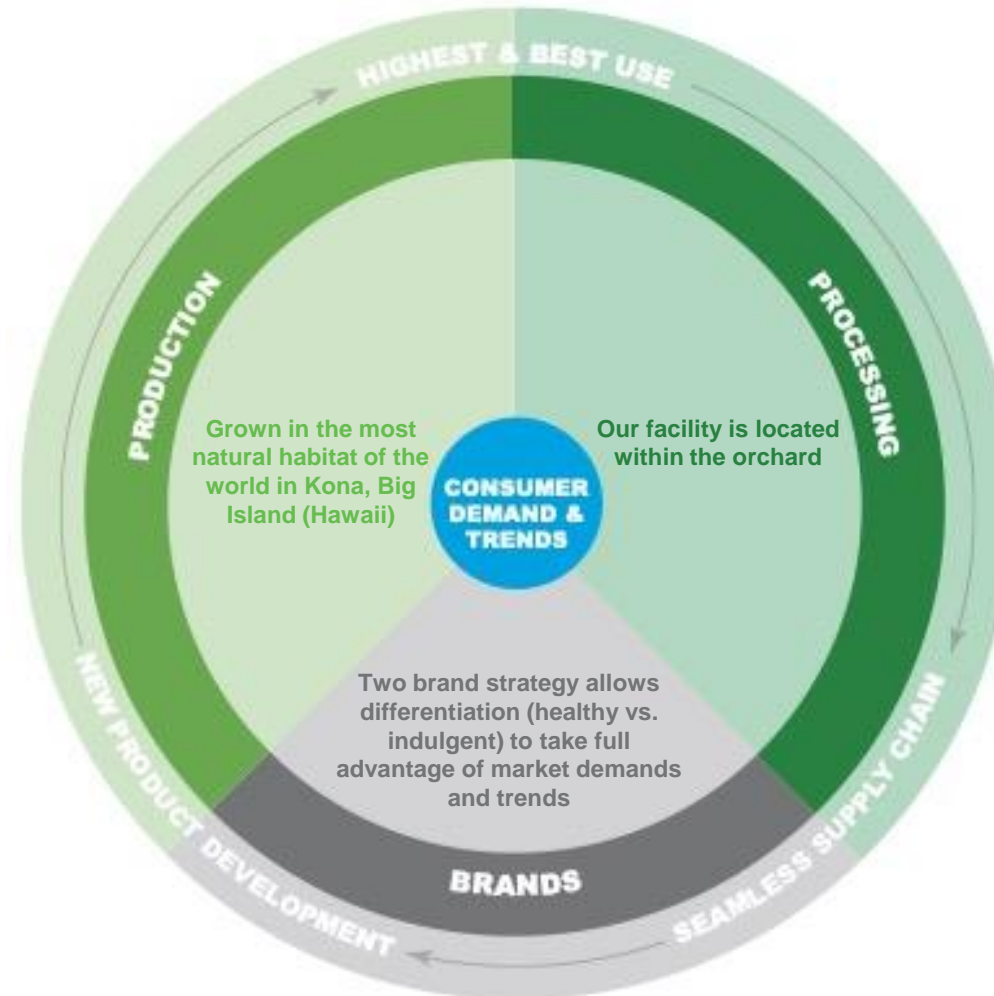 HIGHEST & BEST USE
PRODUCTION
PROCESSING
Grown in the most
natural habitat of the
world in Kona, Big
Island (Hawaii)
Our facility is located
within the orchard
CONSUMER
DEMAND &
TRENDS
Two brand strategy allows
differentiation (healthy vs.
indulgent) to take full
advantage of market demands
and trends
BRANDS
NEW PRODUCT DEVELOPMENT
SEAMLESS SUPPLY CHAIN